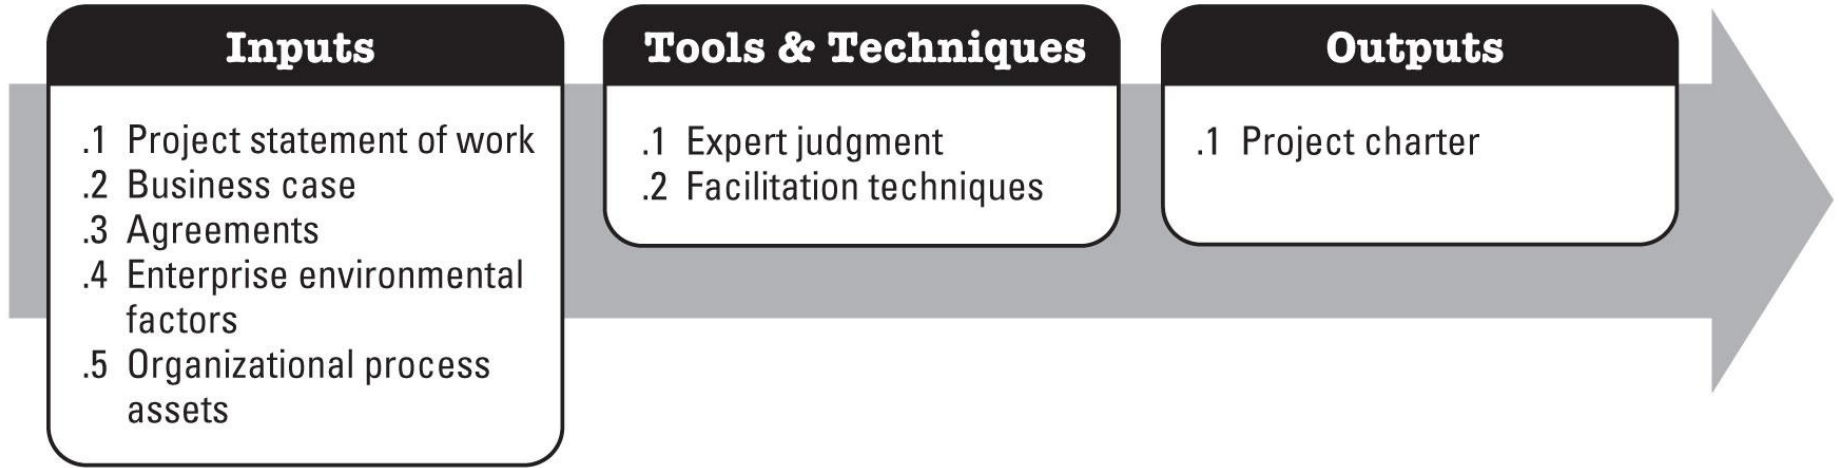 Inputs
.1 Project statement of work
.2 Business case
.3 Agreements
.4 Enterprise environmental
factors
.5 Organizational process
assets
Tools & Techniques
.1 Expert judgment
.2 Facilitation techniques
Outputs
.1 Project charter